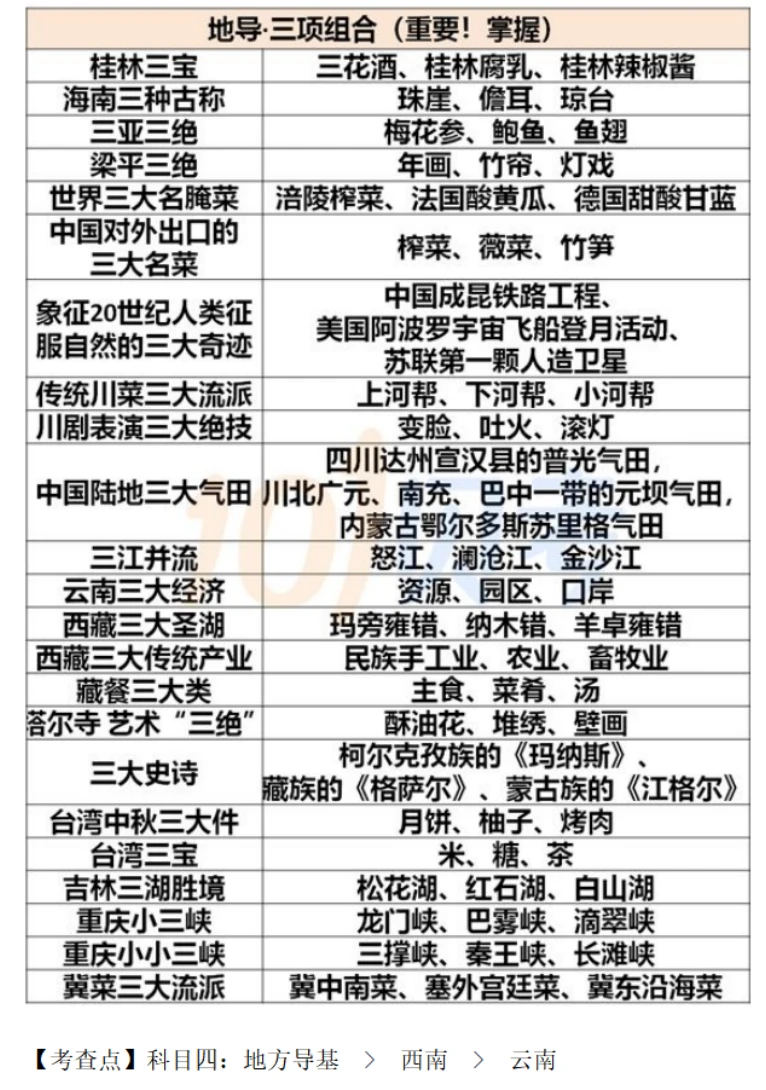 地导·三项组合（重要！掌握）
桂林三宝 三花酒、桂林腐乳、桂林辣椒酱
海南三种古称 珠崖、儋耳、琼台
三亚三绝 梅花参、鲍鱼、鱼翅
梁平三绝 年画、竹帘、灯戏
世界三大名腌菜 涪陵榨菜、法国酸黄瓜、德国甜酸甘蓝
中国对外出口的
三大名菜
榨菜、薇菜、竹笋
象征20世纪人类征
服自然的三大奇迹
中国成昆铁路工程、
美国阿波罗宇宙飞船登月活动、
苏联第一颗人造卫星
传统川菜三大流派 上河帮、下河帮、小河帮
川剧表演三大绝技 变脸、吐火、滚灯
中国陆地三大气田
四川达州宣汉县的普光气田，
川北广元、南充、巴中一带的元坝气田，
内蒙古鄂尔多斯苏里格气田
三江并流 怒江、澜沧江、金沙江
云南三大经济 资源、园区、口岸
西藏三大圣湖 玛旁雍错、纳木错、羊卓雍错
西藏三大传统产业 民族手工业、农业、畜牧业
藏餐三大类 主食、菜肴、汤
塔尔寺 艺术“三绝” 酥油花、堆绣、壁画
三大史诗
柯尔克孜族的《玛纳斯》、
藏族的《格萨尔》、蒙古族的《江格尔》
台湾中秋三大件 月饼、柚子、烤肉
台湾三宝 米、糖、茶
吉林三湖胜境 松花湖、红石湖、白山湖
重庆小三峡 龙门峡、巴雾峡、滴翠峡
重庆小小三峡 三撑峡、秦王峡、长滩峡
冀菜三大流派 冀中南菜、塞外宫廷菜、冀东沿海菜
【考查点】科目四：地方导基 > 西南 > 云南